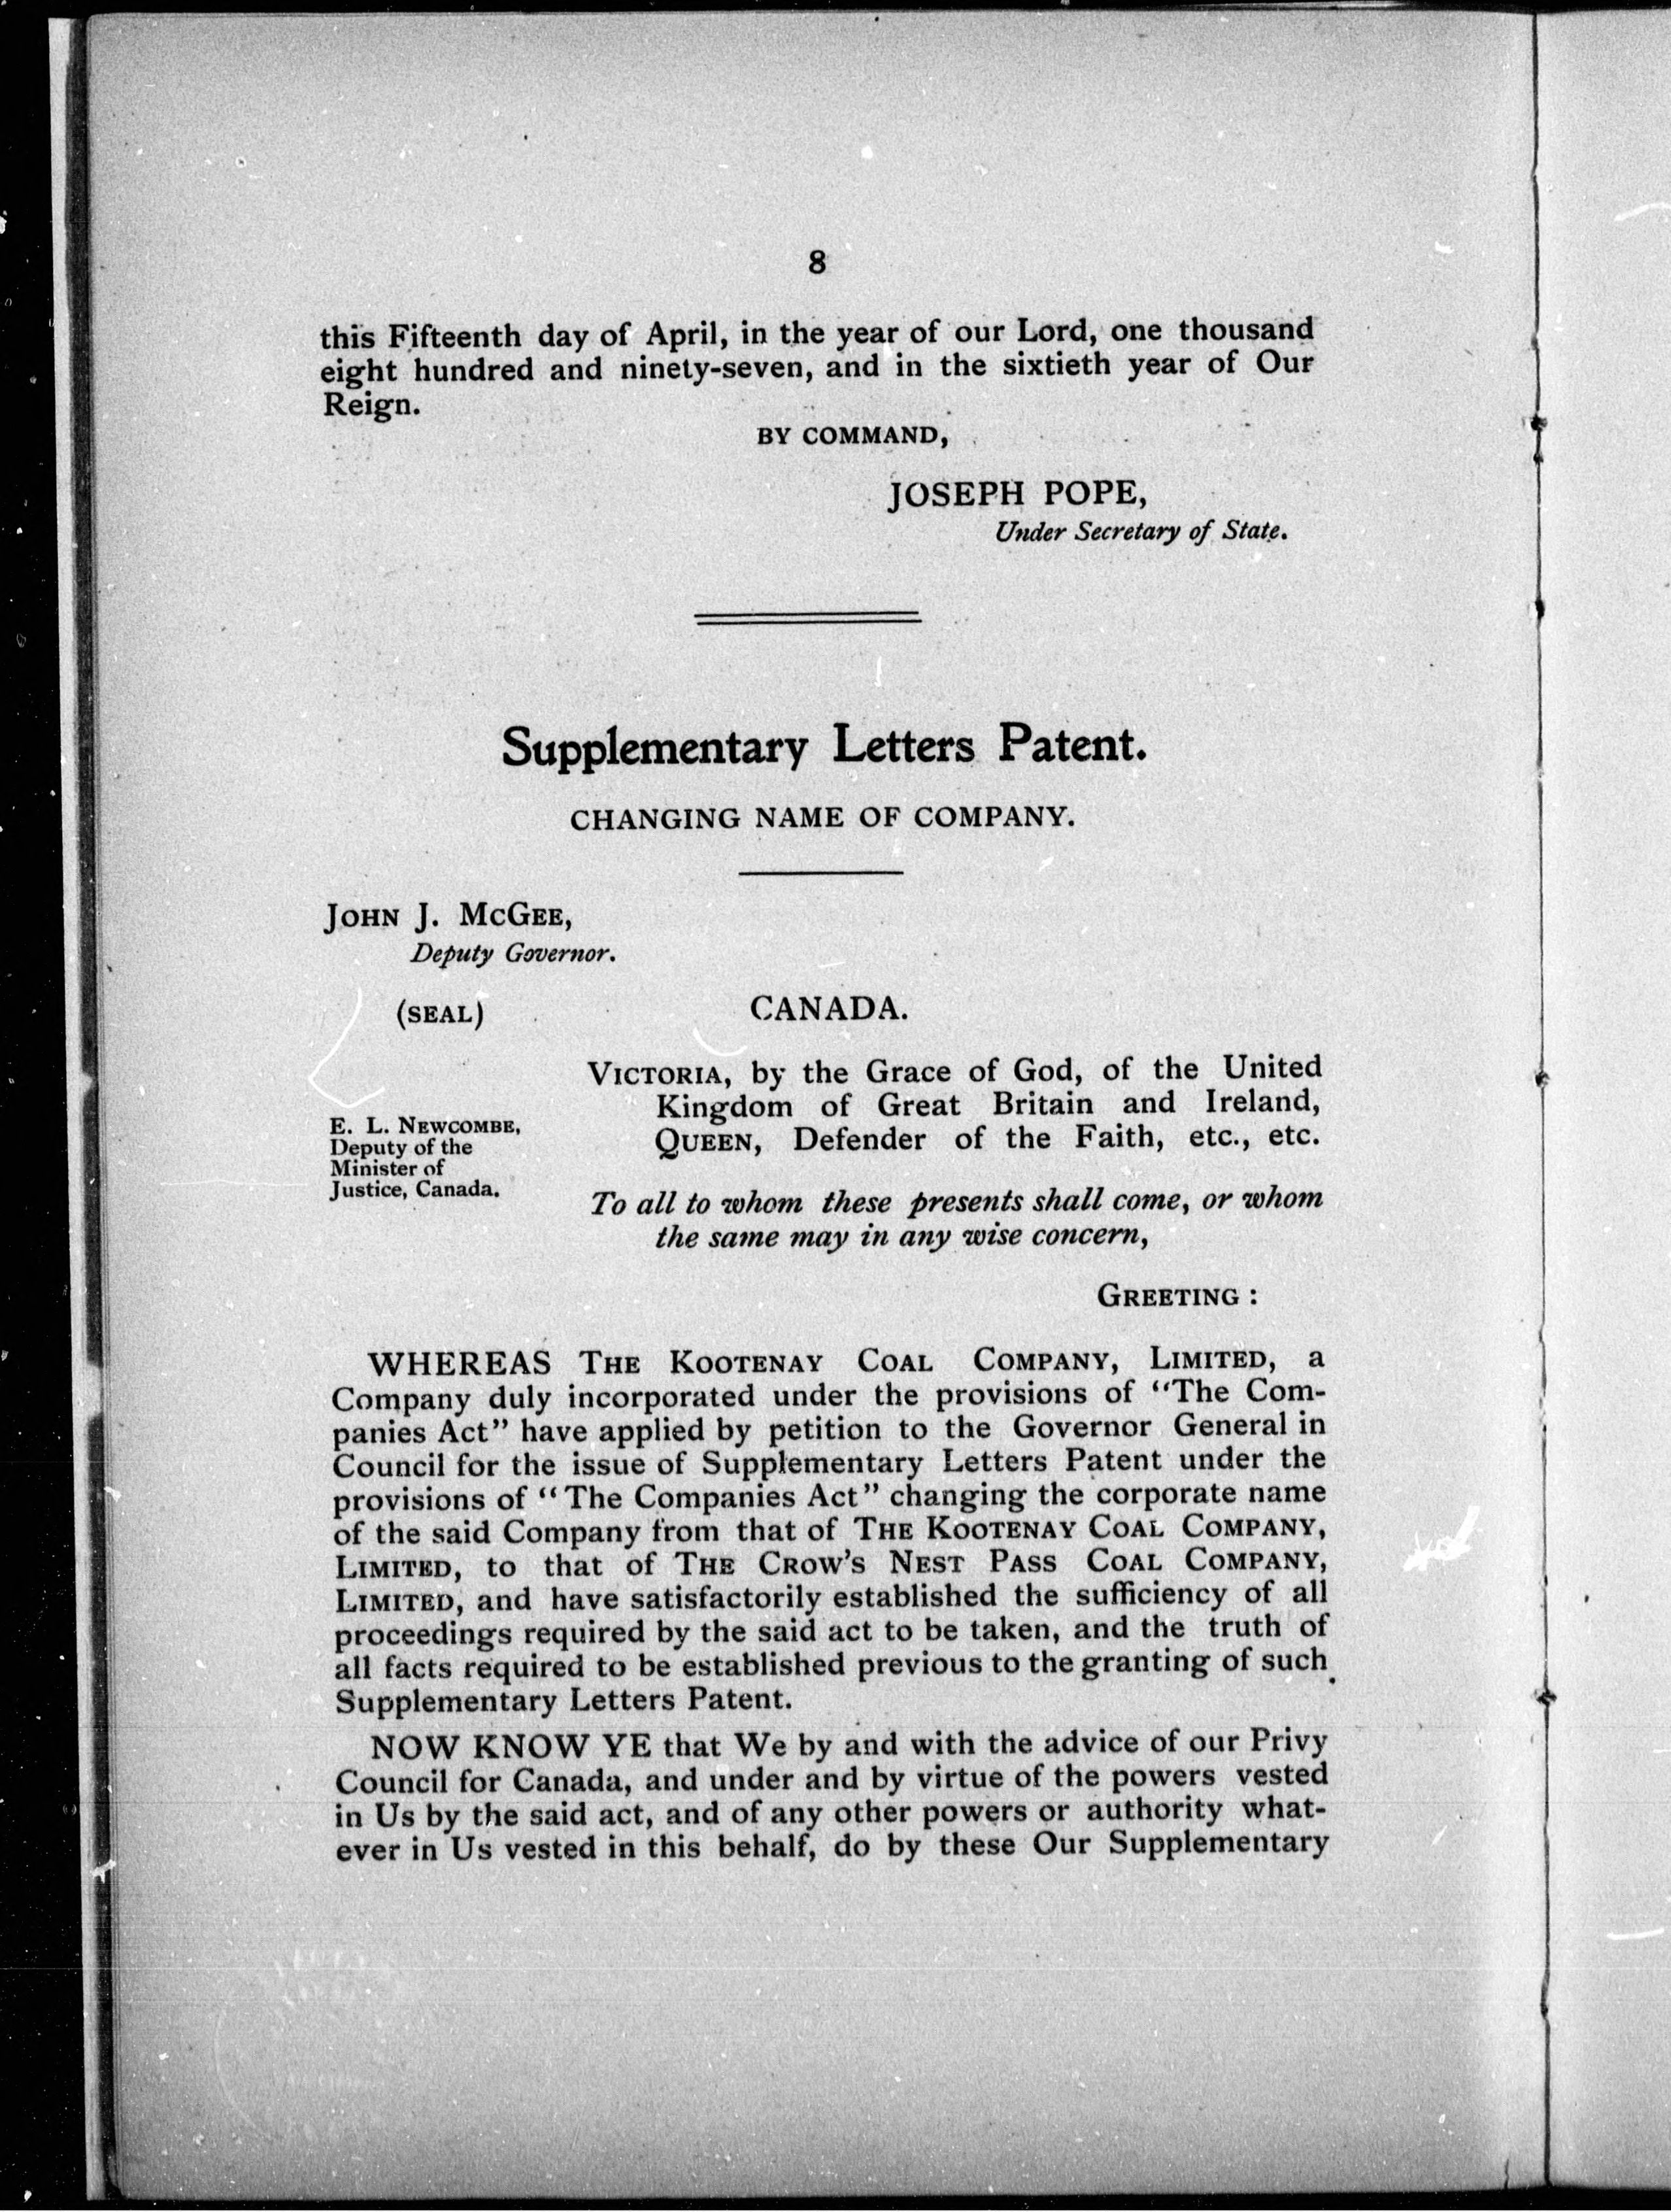 8
this Fifteenth day of April, in the year of our Lord, one thousand
eight hundred and ninety-seven, and in the sixtieth year of Our
Reign.
BY COMMAND,
JOSEPH POPE,
Under Secretary of State.
Supplementary Letters Patent.
CHANGING NAME OF COMPANY.
JOHN J. MCGEE,
Deputy Governor.
(SEAL)
CANADA.
VICTORIA, by the Grace of God, of the United
Kingdom of Great Britain and Ireland,
QUEEN, Defender of the Faith, etc., etc.
E. L. NEWCOMBE,
Deputy of the
Minister of
Justice, Canada.
To all to whom these presents shall come, or whom
the same may in any wise concern,
GREETING :
WHEREAS THE KOOTENAY COAL COMPANY, LIMITED, a
Company duly incorporated under the provisions of "The Com-
panies Act" have applied by petition to the Governor General in
Council for the issue of Supplementary Letters Patent under the
provisions of "The Companies Act" changing the corporate name
of the said Company from that of THE KOOTENAY COAL COMPANY,
LIMITED, to that of THE CROW'S NEST PASS COAL COMPANY,
LIMITED, and have satisfactorily established the sufficiency of all
proceedings required by the said act to be taken, and the truth of
all facts required to be established previous to the granting of such
Supplementary Letters Patent.
NOW KNOW YE that We by and with the advice of our Privy
Council for Canada, and under and by virtue of the powers vested
in Us by the said act, and of any other powers or authority what-
ever in Us vested in this behalf, do by these Our Supplementary